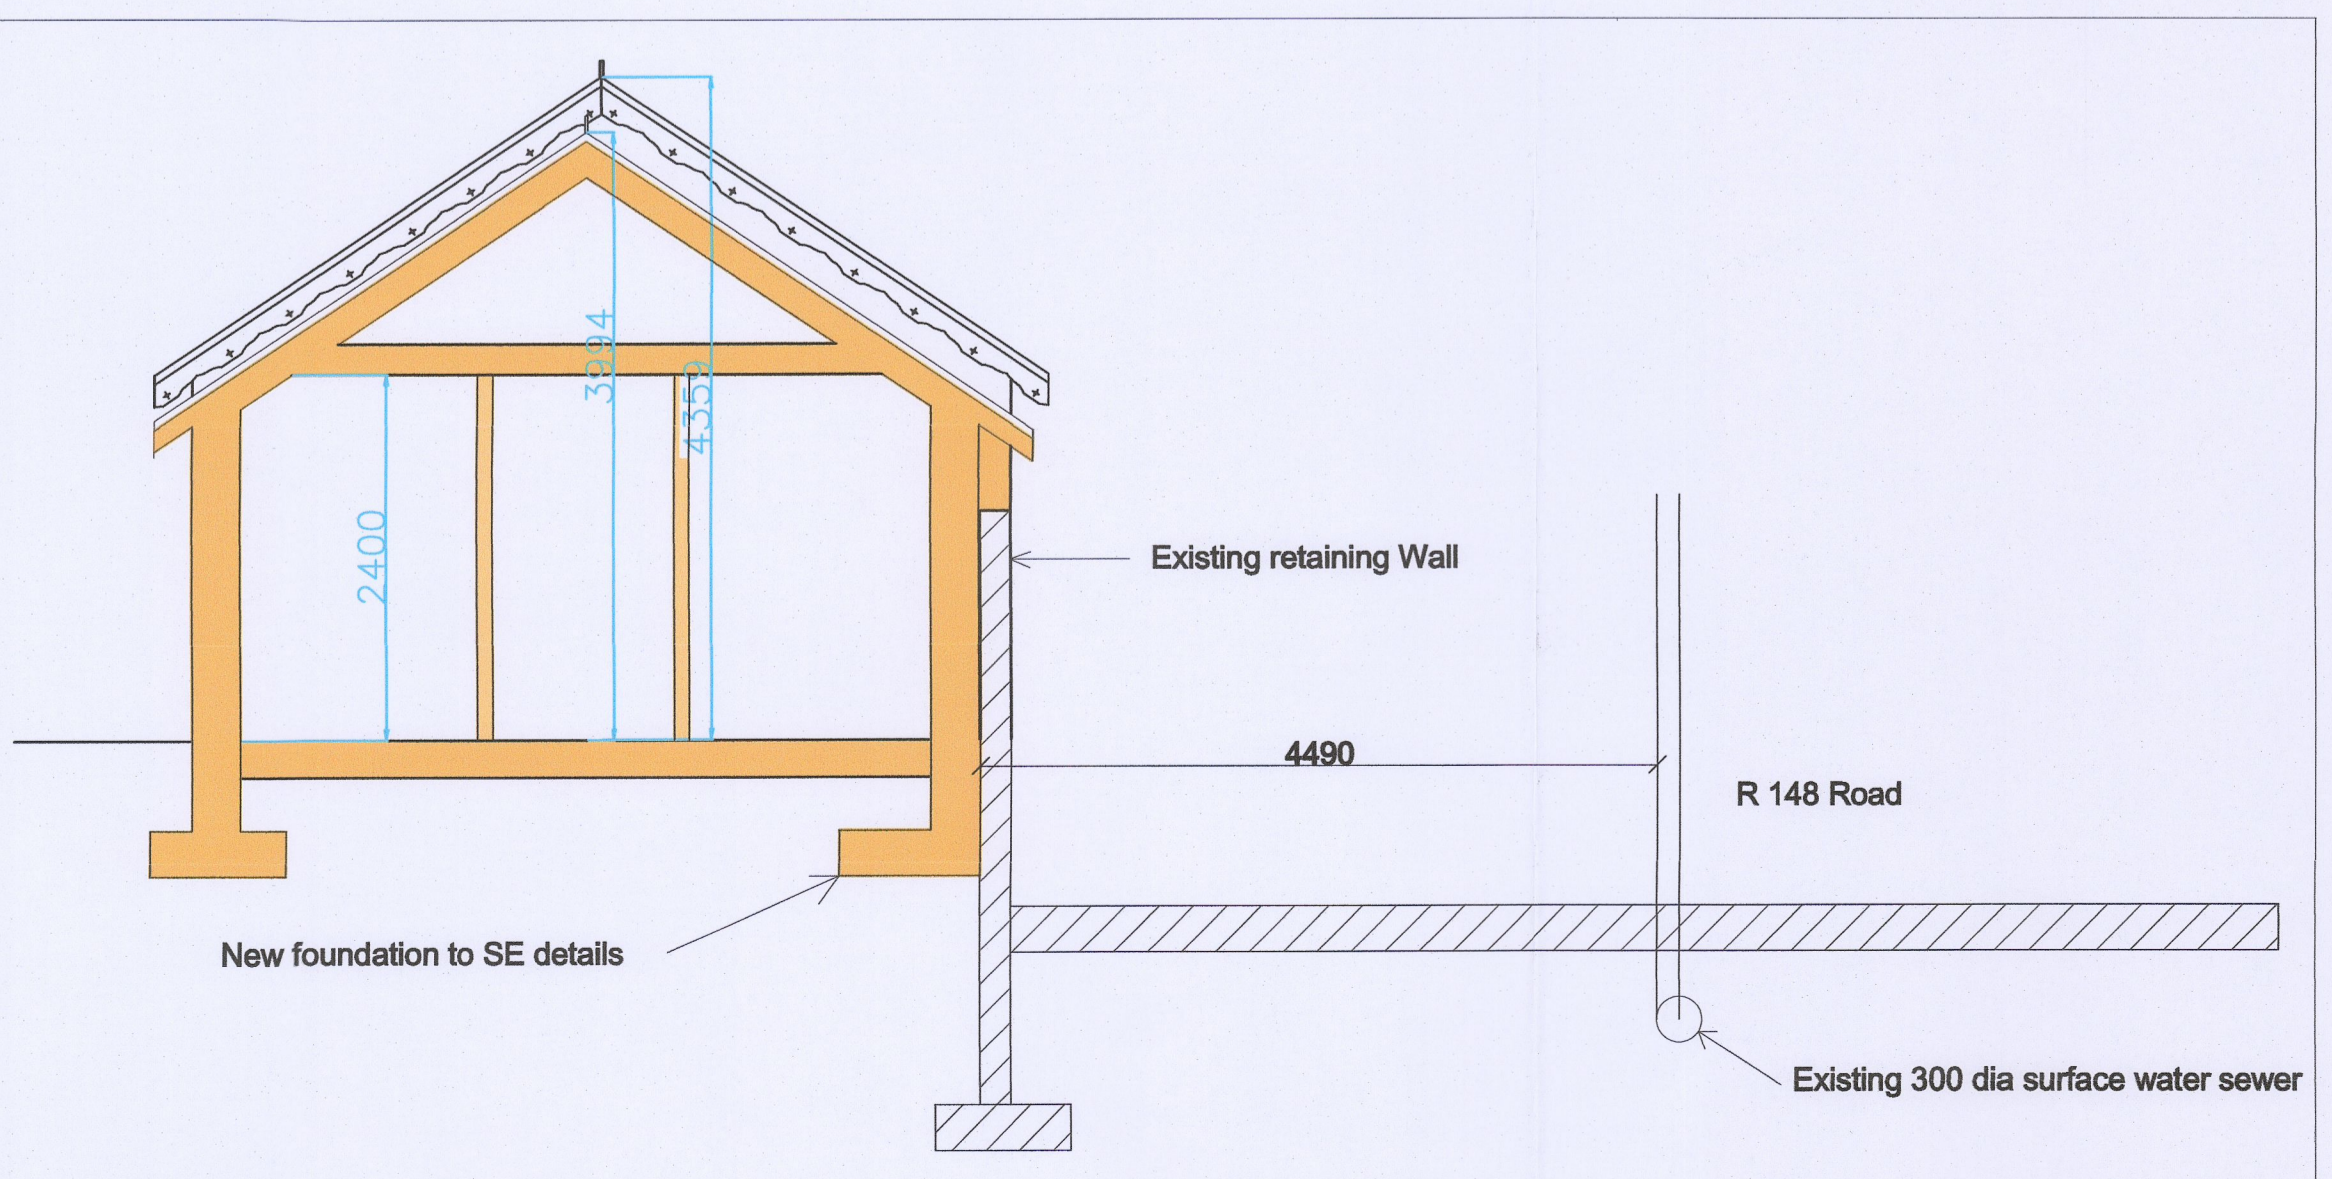 3994
4359
2400
Existing retaining Wall
4490
R 148 Road
New foundation to SE details
Existing 300 dia surface water sewer